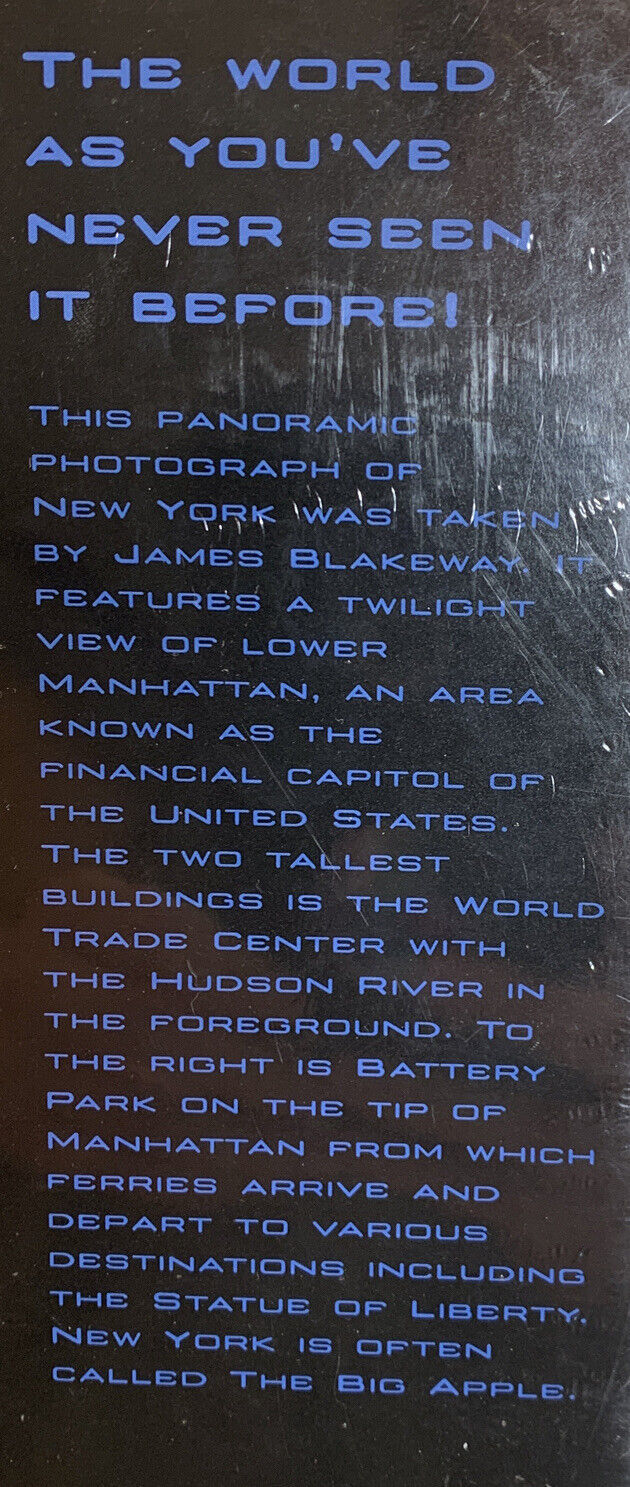 The world
as you've
never seen
it before!
This panoramic
photograph of
New York was taken
by James Blakeway. It
features a twilight
view of lower
Manhattan, an area
known as the
financial capitol of
the United States.
The two tallest
buildings is the World
Trade Center with
the Hudson River in
the foreground. To
the right is Battery
Park on the tip of
Manhattan from which
ferries arrive and
depart to various
destinations including
the Statue of Liberty.
New York is often
called The Big Apple.